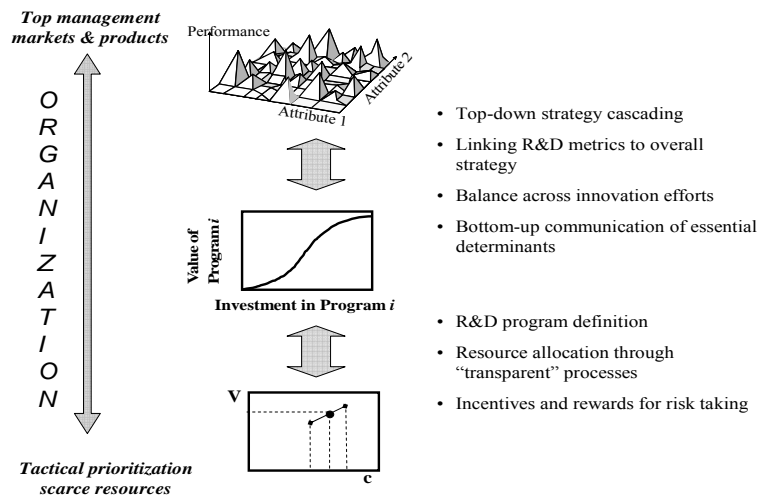 Top management
markets & products
ORGANIZATION
Tactical prioritization
scarce resources
Performance
Attribute 2
Attribute 1
Value of
Program i
Investment in Program i
V
c
• Top-down strategy cascading
• Linking R&D metrics to overall
strategy
• Balance across innovation efforts
• Bottom-up communication of essential
determinants
• R&D program definition
• Resource allocation through
“transparent” processes
• Incentives and rewards for risk taking